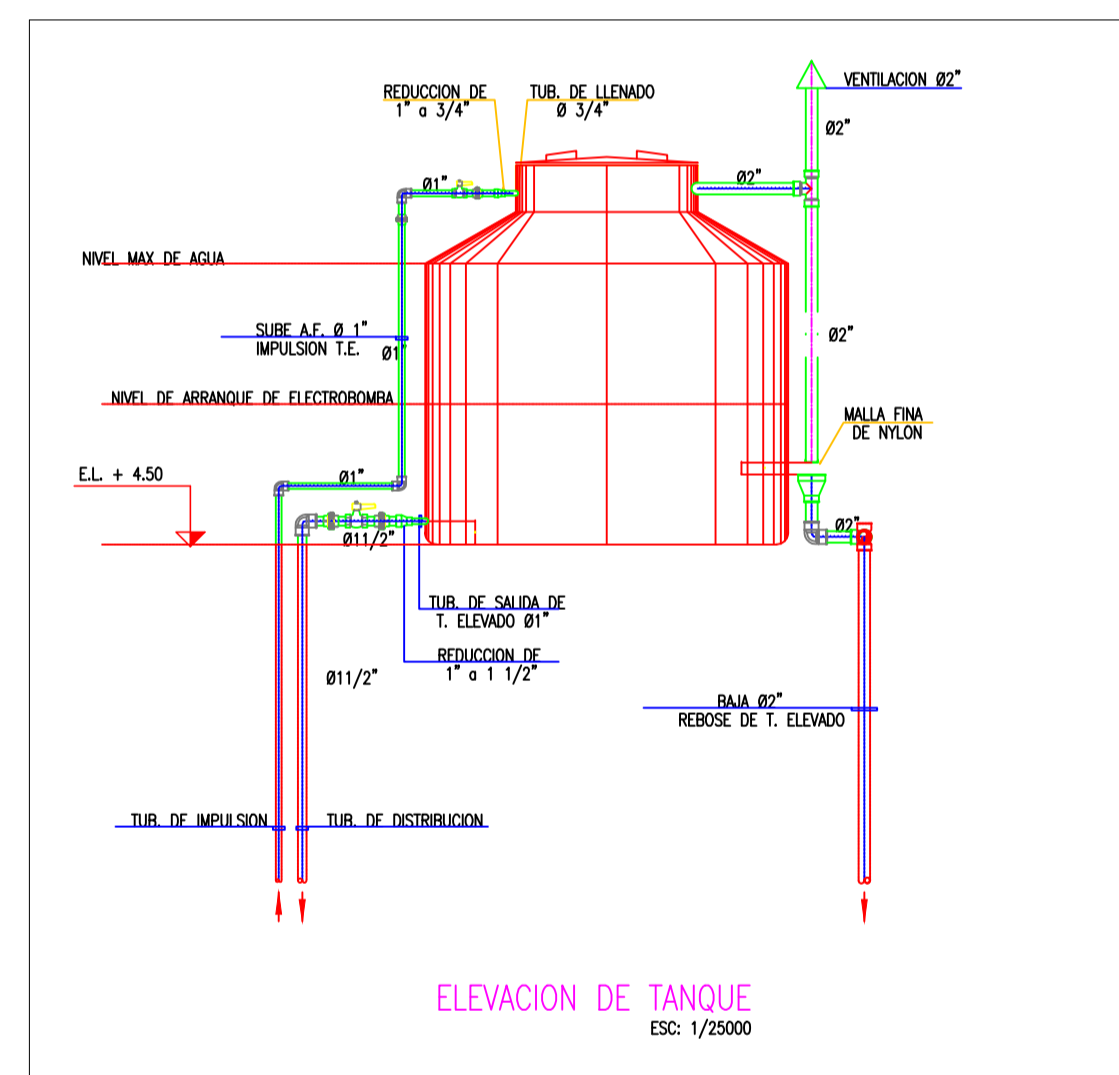 VENTILACION Ø2"
REDUCCION DE
1" a 3/4"
TUB. DE LLENADO
Ø 3/4"
Ø2"
Ø1"
Ø2"
NIVEL MAX DE AGUA
SUBE A.F. Ø 1"
IMPULSION T.E.
Ø1"
Ø2"
NIVEL DE ARRANQUE DE ELECTROBOMBA
MALLA FINA
DE NYLON
E.L. + 4.50
Ø1"
Ø11/2"
Ø2"
TUB. DE SALIDA DE
T. ELEVADO Ø1"
REDUCCION DE
1" a 1 1/2"
Ø11/2"
BAJA Ø2"
REBOSE DE T. ELEVADO
TUB. DE IMPULSION
TUB. DE DISTRIBUCION
ELEVACION DE TANQUE
ESC: 1/25000